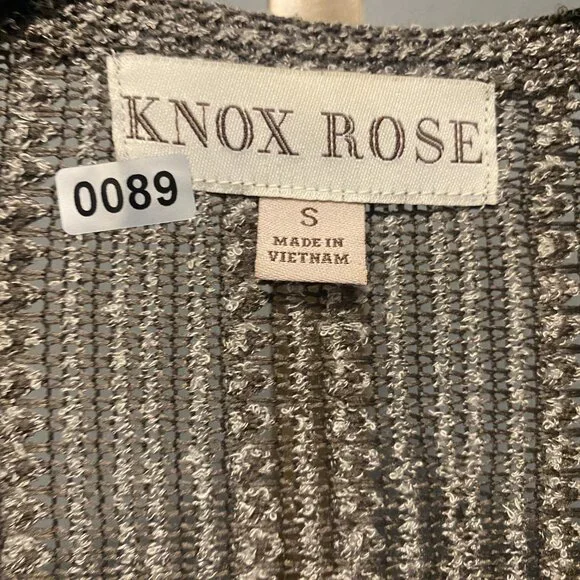 KNOX ROSE
0089
S
MADE IN
VIETNAM